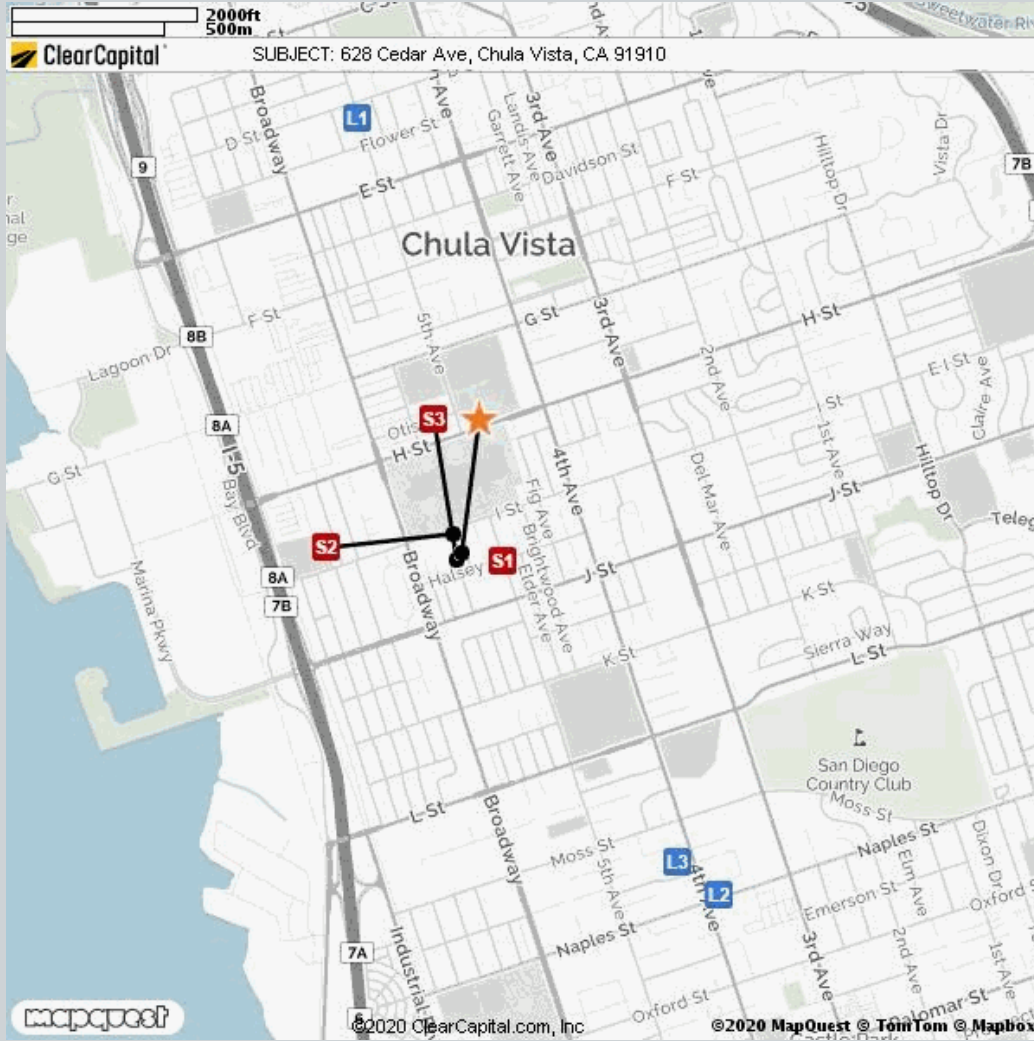 2000ft
500m
ClearCapital
SUBJECT: 628 Cedar Ave, Chula Vista, CA 91910
Sweetwater Riv
Broadway
3rd-Ave
Landis Ave
Garrett Ave
L1
D St
Flower St
Davidson St
Hilltop Dr
Vista Dr
9
7B
E-St
F St
Chula Vista
F St
5th Ave
G St
3rd-Ave
H-St
8B
Lagoon Dr
2nd Ave
E I St
Claire Ave
S3
8A
Otis
H-St
I St
1st Ave
I-5
Bay Blvd
4th-Ave
G St
Del Mar Ave
J-St
Hilltop Dr
Fig Ave
I-St
Teleg
S2
S1
Broadway
Halsey
Brightwood Ave
Elder Ave
J-St
8A
7B
Marina Pkwy
K-St
K St
Sierra Way
L-St
San Diego
Country Club
L-St
Broadway
Moss St
Moss St
Naples St
5th Ave
L3
4th Ave
L2
Elm Ave
Dixon Dr
Emerson St
Oxford S
Naples St
7A
Industrial
3rd-Ave
2nd Ave
1st Ave
Oxford St
Palomar-St
mapquest
6
©2020 ClearCapital.com, Inc
©2020 MapQuest © TomTom © Mapbox
Castle Park